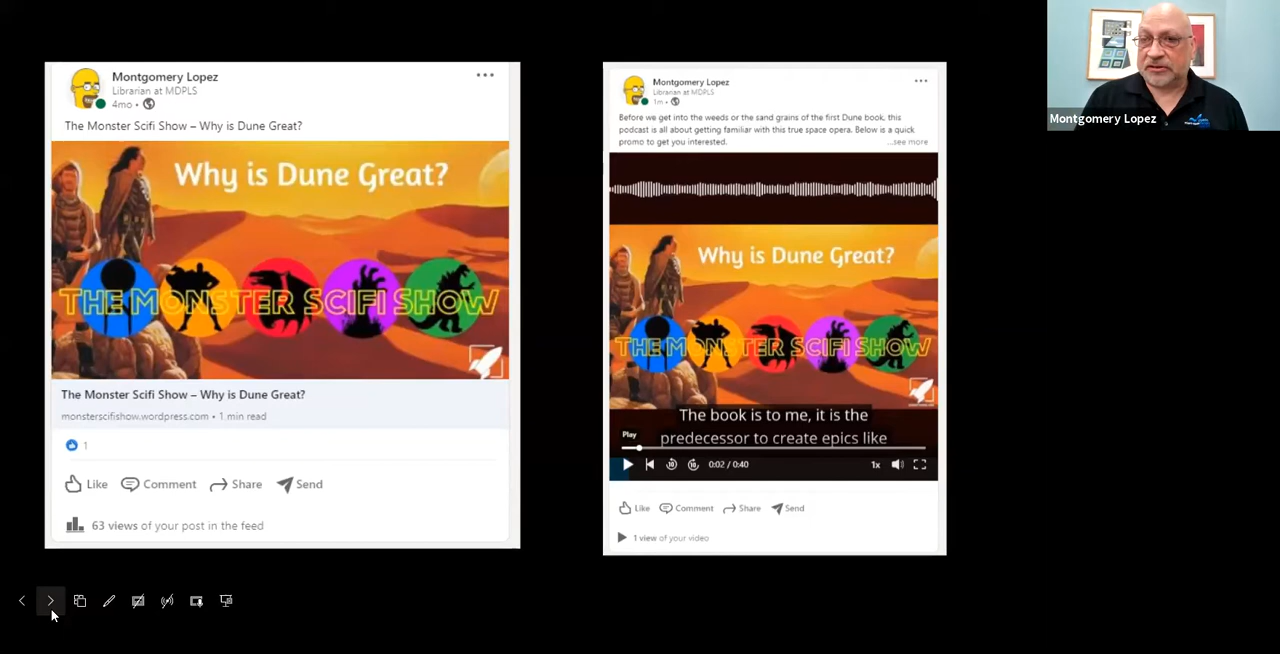 Montgomery Lopez
Librarian at MDPLS
4mo •
The Monster Scifi Show – Why is Dune Great?
Why is Dune Great?
THE MONSTER SCIFI SHOW
The Monster Scifi Show – Why is Dune Great?
monsterscifishow.wordpress.com • 1 min read
1
Like Comment Share Send
63 views of your post in the feed
Montgomery Lopez
Librarian at MDPLS
1m •
Before we get into the weeds or the sand grains of the first Dune book, this
podcast is all about getting familiar with this true space opera. Below is a quick
promo to get you interested. ...see more
Why is Dune Great?
THE MONSTER SCIFI SHOW
The book is to me, it is the
predecessor to create epics like
Play
10 10 0:02 / 0:40 1x
Like Comment Share Send
1 view of your video
Montgomery Lopez